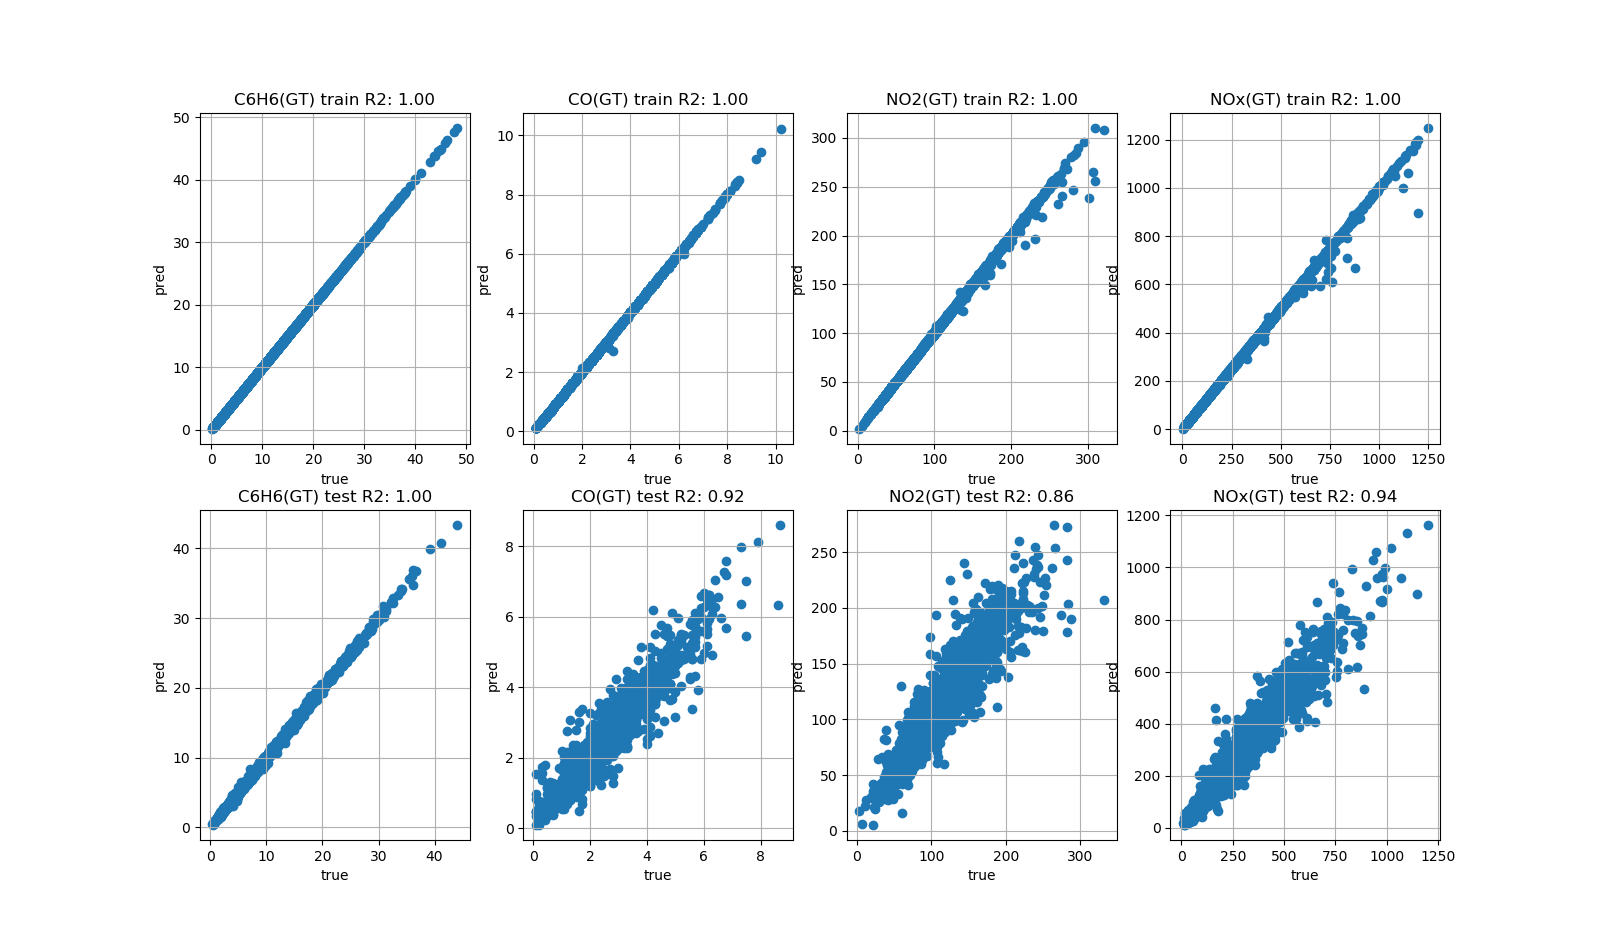 C6H6(GT) train R2: 1.00
50
40
30
20
10
0
pred
0 10 20 30 40 50
true
CO(GT) train R2: 1.00
10
8
6
4
2
0
pred
0 2 4 6 8 10
true
NO2(GT) train R2: 1.00
300
250
200
150
100
50
0
pred
0 100 200 300
true
NOx(GT) train R2: 1.00
1200
1000
800
600
400
200
0
pred
0 250 500 750 1000 1250
true
C6H6(GT) test R2: 1.00
40
30
20
10
0
pred
0 10 20 30 40
true
CO(GT) test R2: 0.92
8
6
4
2
0
pred
0 2 4 6 8
true
NO2(GT) test R2: 0.86
250
200
150
100
50
0
pred
0 100 200 300
true
NOx(GT) test R2: 0.94
1200
1000
800
600
400
200
0
pred
0 250 500 750 1000 1250
true